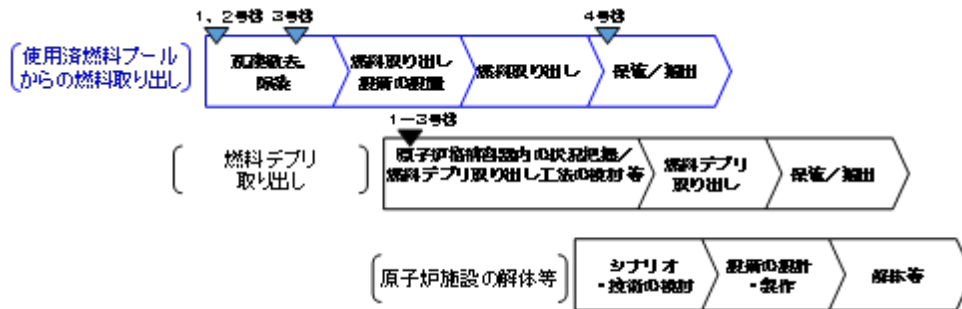 1、2号機 3号機 4号機
使用済燃料プール
からの燃料取り出し
瓦礫撤去、
除染
燃料取り出し
設備の設置
燃料取り出し
保管/搬出
1ー3号機
燃料デブリ
取り出し
原子炉格納容器内の状況把握/
燃料デブリ取り出し工法の検討 等
燃料デブリ
取り出し
保管/搬出
原子炉施設の解体等
シナリオ
・技術の検討
設備の設計
・製作
解体等